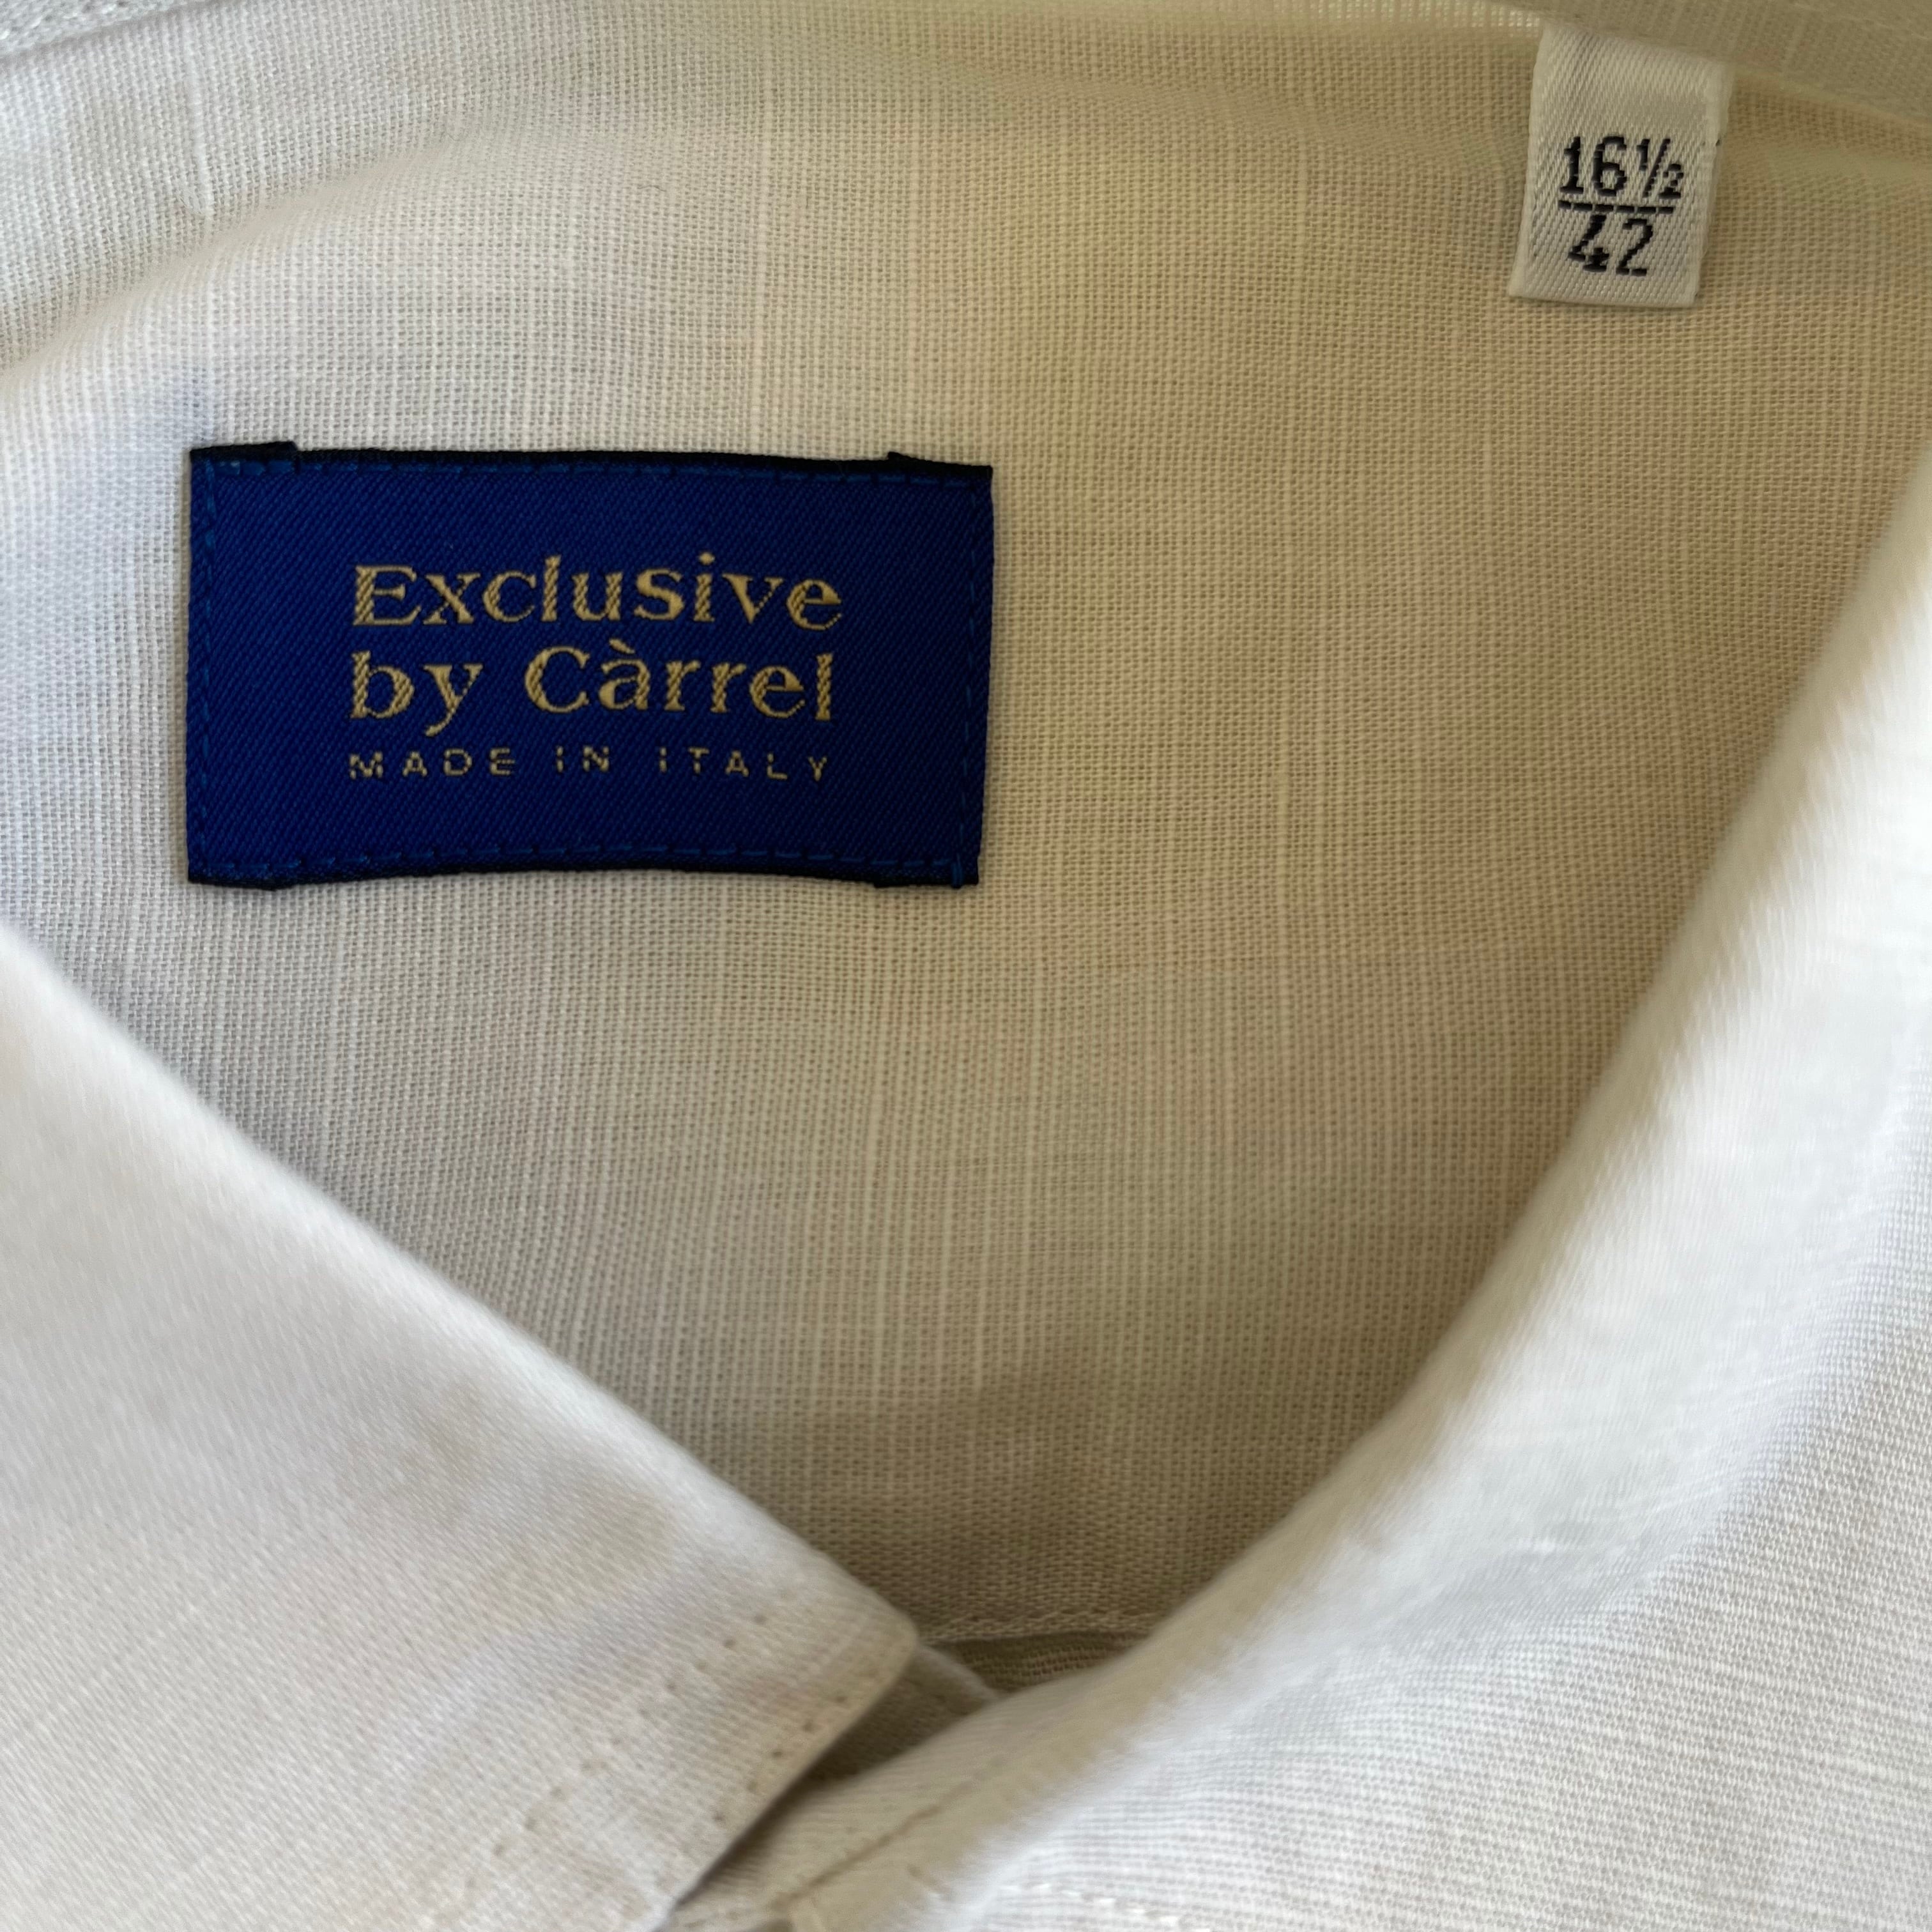 16½
42
Exclusive
by Càrrel
MADE IN ITALY